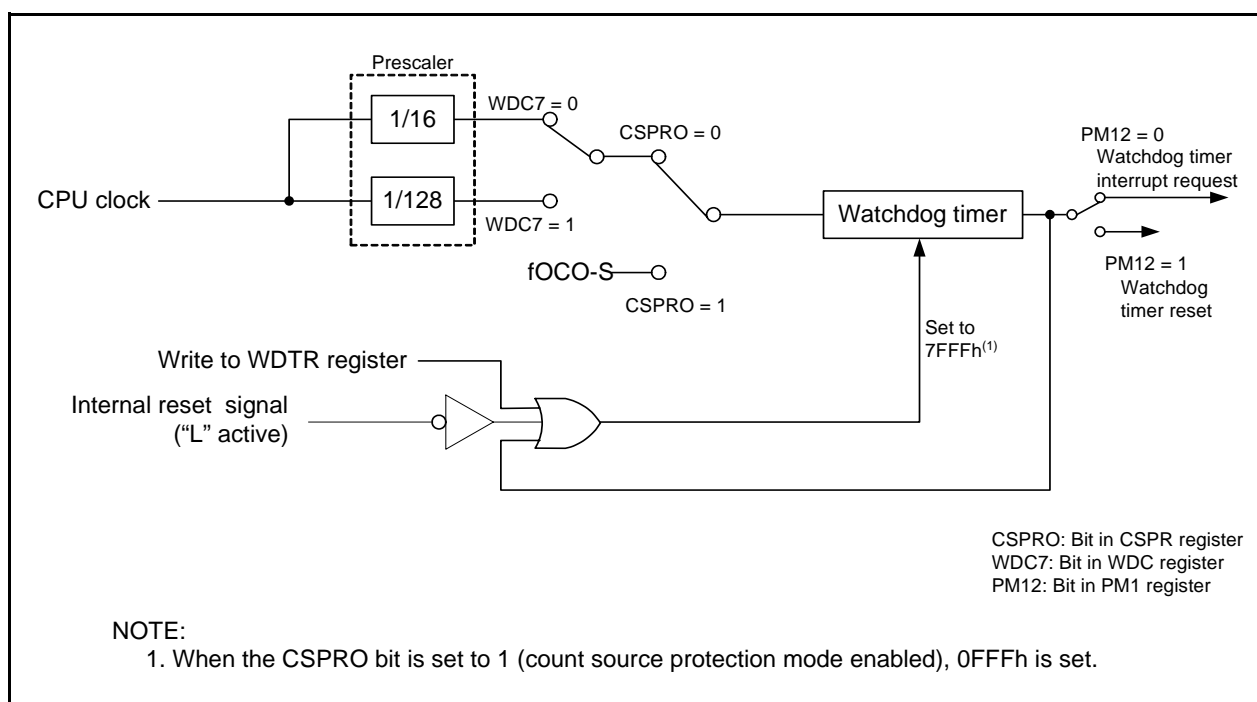 Prescaler
1/16
WDC7 = 0
CSPRO = 0
PM12 = 0
Watchdog timer
interrupt request
CPU clock
1/128
WDC7 = 1
Watchdog timer
fOCO-S
CSPRO = 1
PM12 = 1
Watchdog
timer reset
Set to
7FFFh(1)
Write to WDTR register
Internal reset signal
(“L” active)
CSPRO: Bit in CSPR register
WDC7: Bit in WDC register
PM12: Bit in PM1 register
NOTE:
1. When the CSPRO bit is set to 1 (count source protection mode enabled), 0FFFh is set.